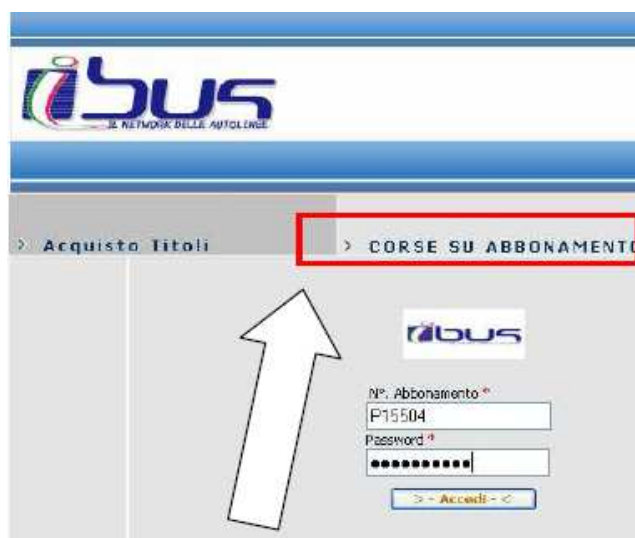 ibus
IL NETWORK DELLE AUTOLINEE
> Acquisto Titoli
> CORSE SU ABBONAMENTO
ibus
N°. Abbonamento *
P15504
Password *
●●●●●●●●●●
> - Accedi - <